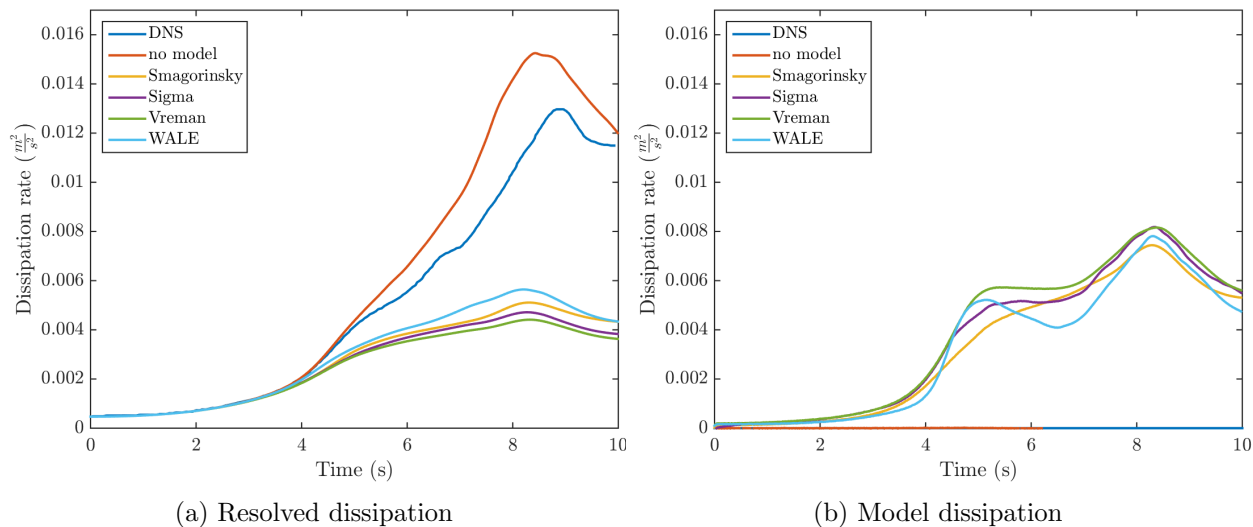 0.016
0.014
0.012
0.01
0.008
0.006
0.004
0.002
0
Dissipation rate (m²/s²)
DNS
no model
Smagorinsky
Sigma
Vreman
WALE
0 2 4 6 8 10
Time (s)
(a) Resolved dissipation
0.016
0.014
0.012
0.01
0.008
0.006
0.004
0.002
0
Dissipation rate (m²/s²)
DNS
no model
Smagorinsky
Sigma
Vreman
WALE
0 2 4 6 8 10
Time (s)
(b) Model dissipation